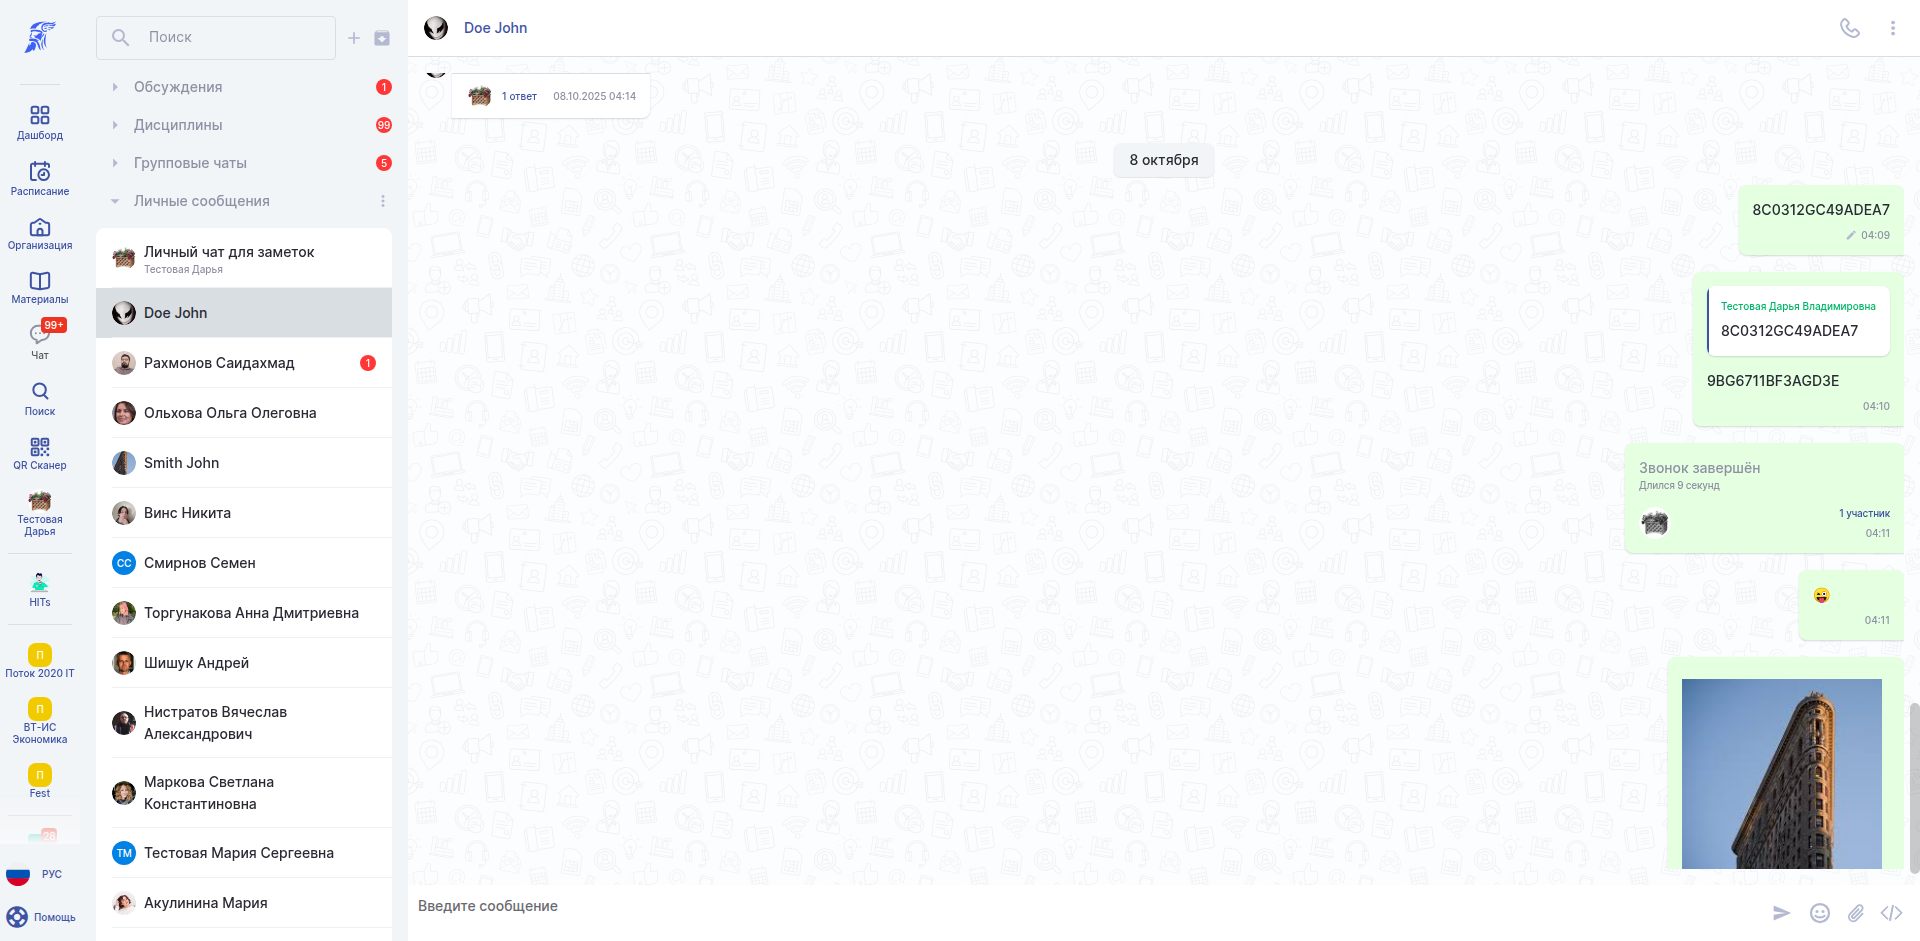 Дашборд
Расписание
Организация
Материалы
99+
Чат
Поиск
QR Сканер
Тестовая
Дарья
HITs
П
Поток 2020 IT
П
ВТ-ИС
Экономика
П
Fest
28
РУС
Помощь
Поиск
Обсуждения
1
Дисциплины
99
Групповые чаты
5
Личные сообщения
Личный чат для заметок
Тестовая Дарья
Doe John
Рахмонов Саидахмад
1
Ольхова Ольга Олеговна
Smith John
Винс Никита
СС
Смирнов Семен
Торгунакова Анна Дмитриевна
Шишук Андрей
Нистратов Вячеслав
Александрович
Маркова Светлана
Константиновна
ТМ
Тестовая Мария Сергеевна
Акулинина Мария
Doe John
1 ответ 08.10.2025 04:14
8 октября
8C0312GC49ADEA7
04:09
Тестовая Дарья Владимировна
8C0312GC49ADEA7
9BG6711BF3AGD3E
04:10
Звонок завершён
Длился 9 секунд
1 участник
04:11
04:11
Введите сообщение